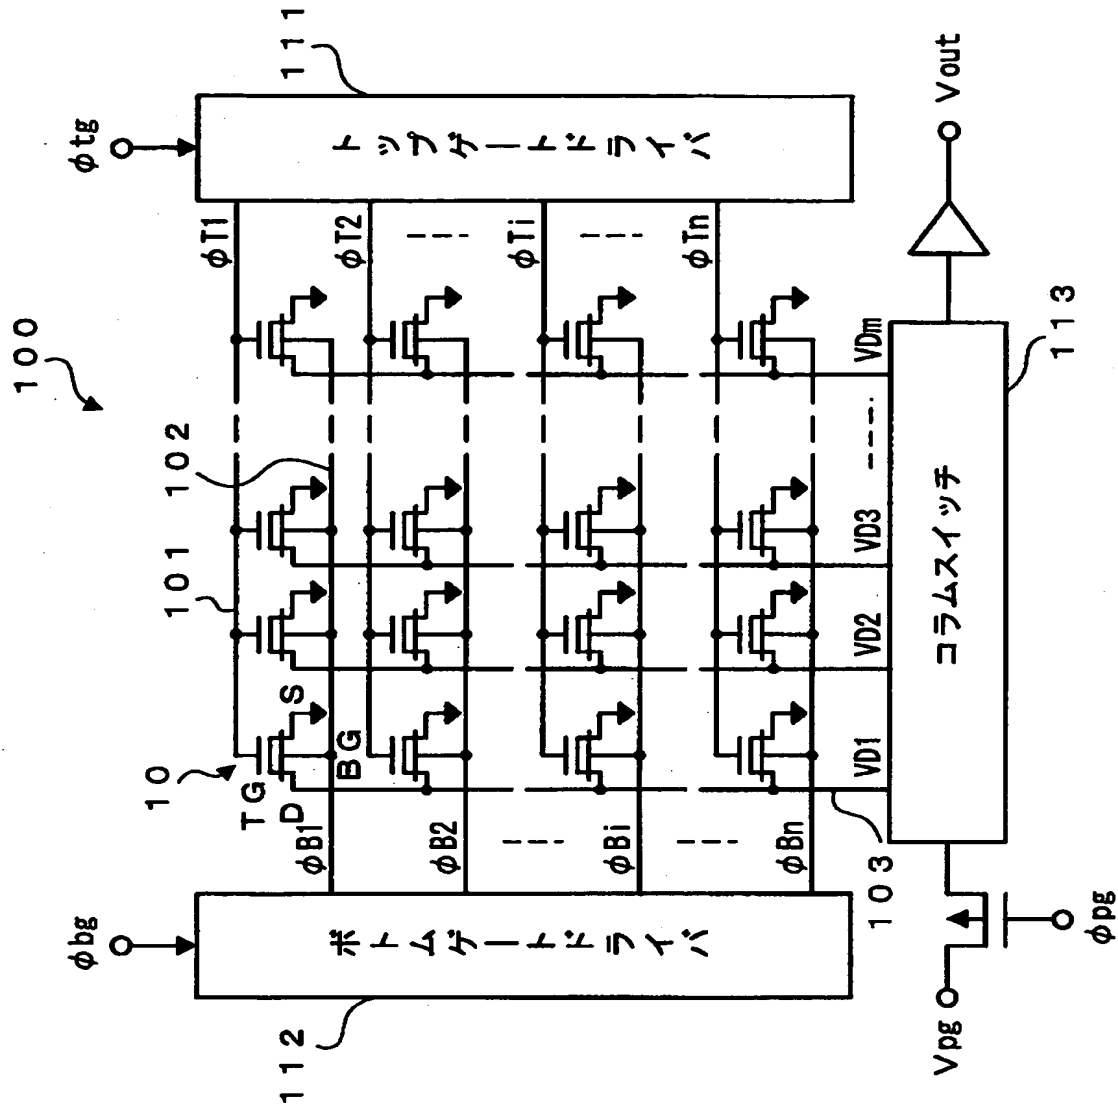 100
111
φtg
トップゲートドライバ
φT1
φT2
φTi
φTn
101
102
10
TG
D
S
BG
φB1
φB2
φBi
φBn
φbg
ボトムゲートドライバ
112
VD1
VD2
VD3
VDm
103
コラムスイッチ
113
Vout
Vpg
φpg